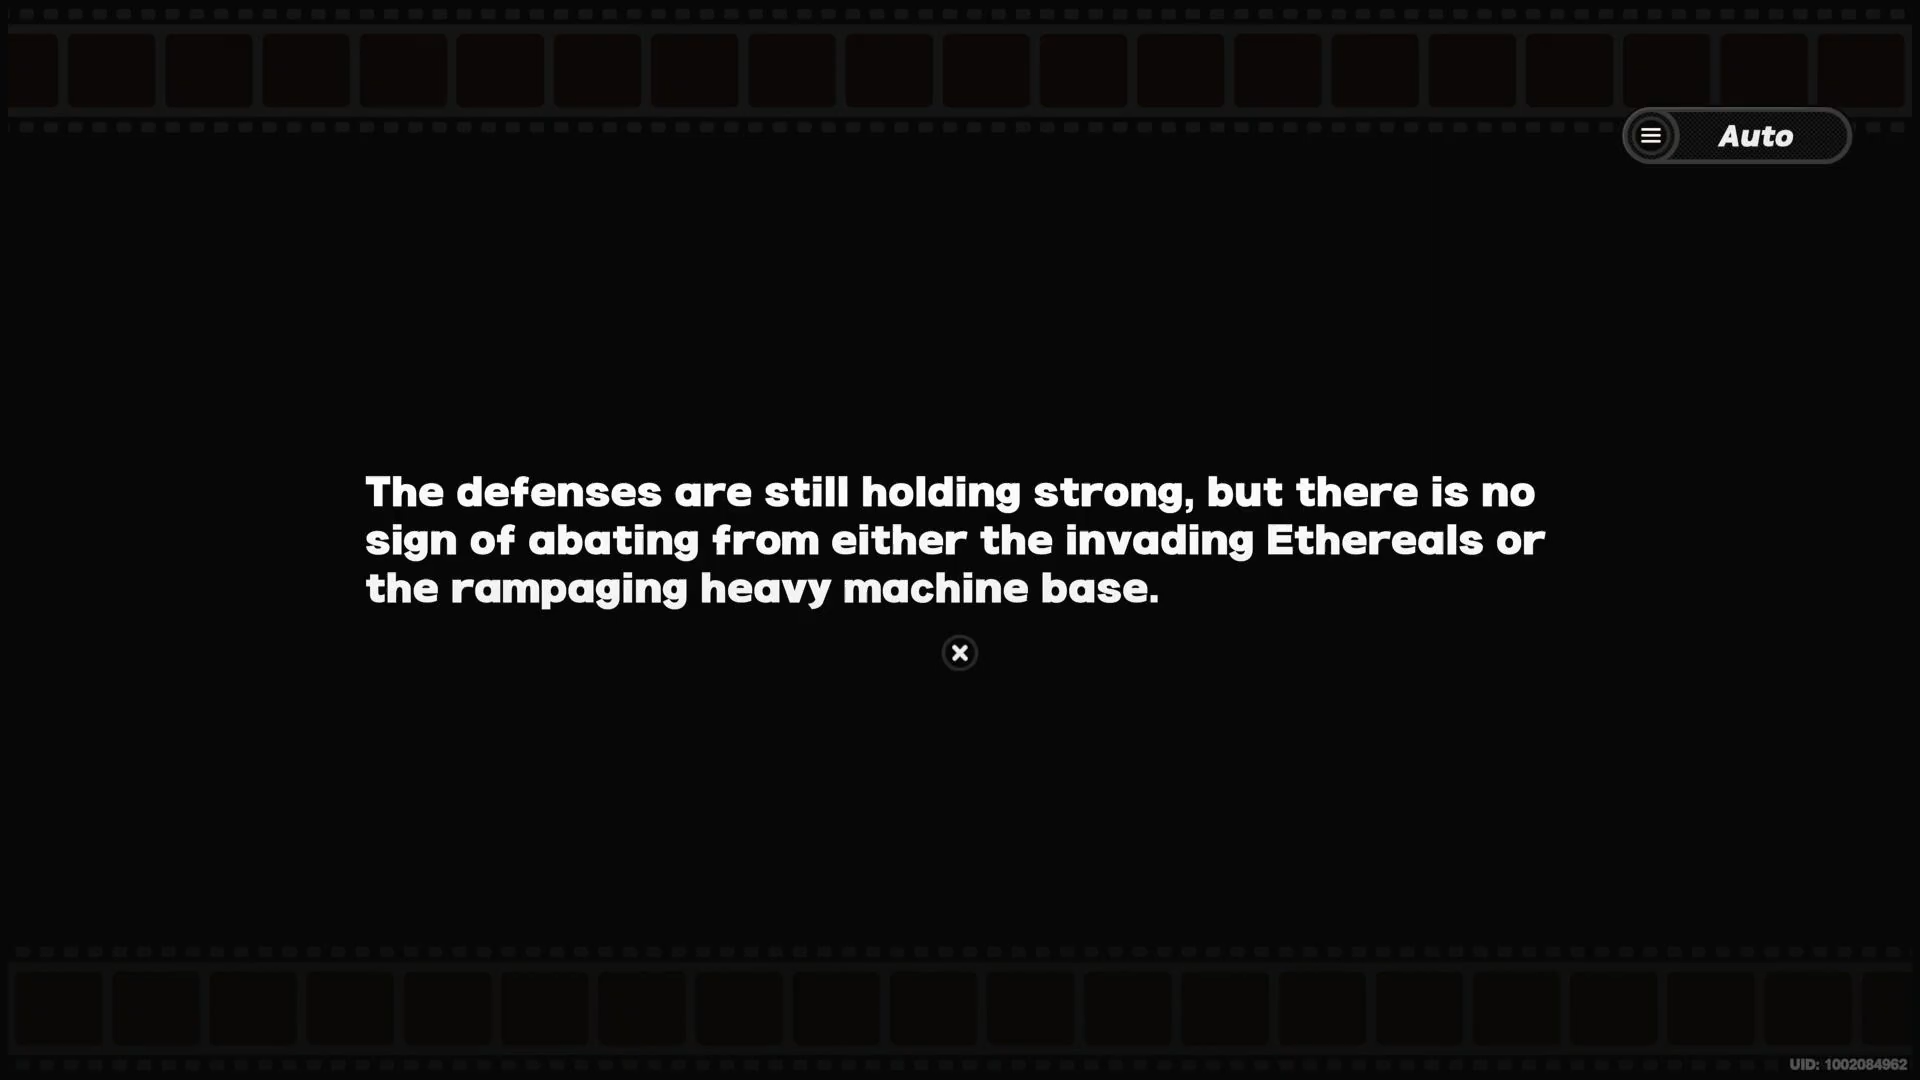 Auto
The defenses are still holding strong, but there is no
sign of abating from either the invading Ethereals or
the rampaging heavy machine base.
UID: 1002084962